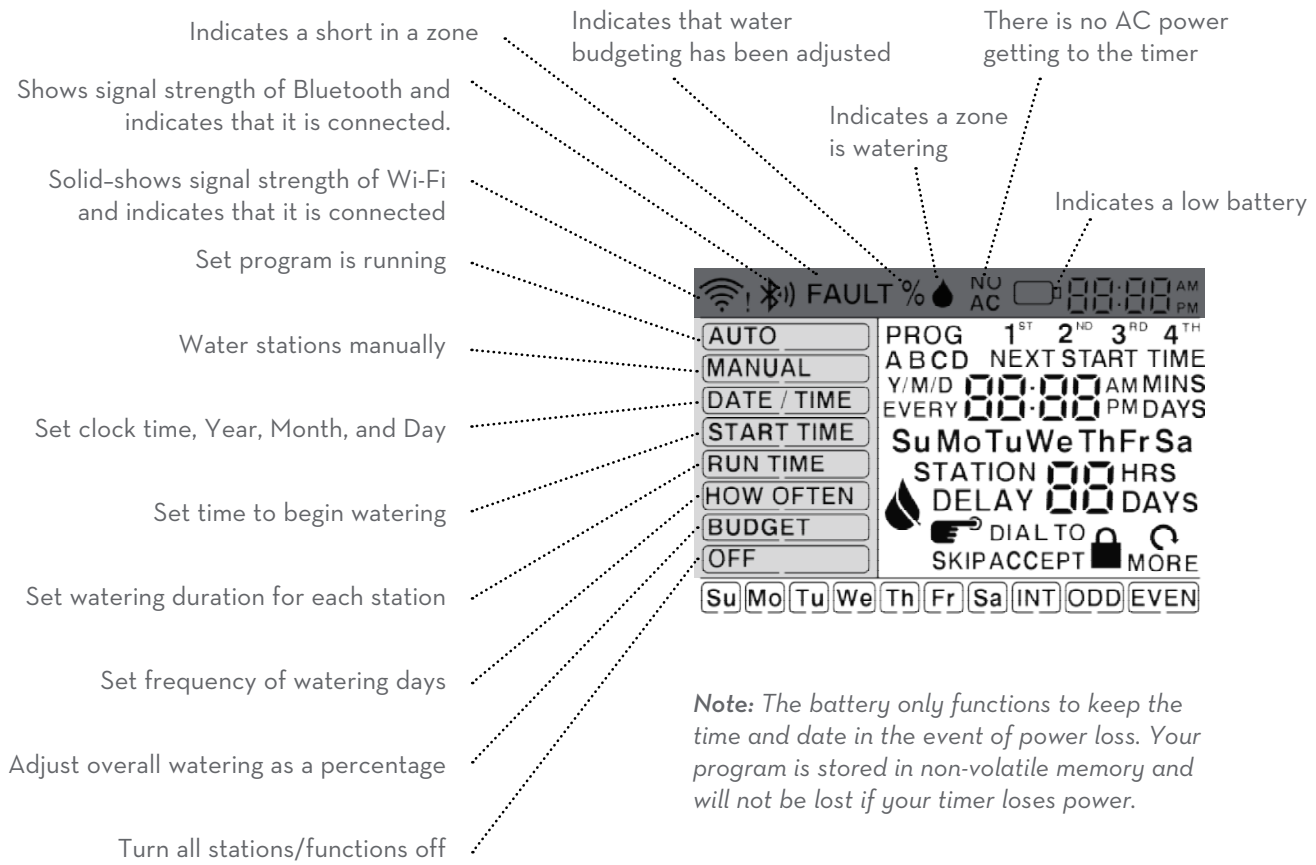 Indicates a short in a zone
Indicates that water
budgeting has been adjusted
There is no AC power
getting to the timer
Shows signal strength of Bluetooth and
indicates that it is connected.
Indicates a zone
is watering
Solid–shows signal strength of Wi-Fi
and indicates that it is connected
Indicates a low battery
Set program is running
Water stations manually
Set clock time, Year, Month, and Day
Set time to begin watering
Set watering duration for each station
Set frequency of watering days
Adjust overall watering as a percentage
Turn all stations/functions off
! FAULT % NO AC 88:88 AM PM
AUTO
MANUAL
DATE / TIME
START TIME
RUN TIME
HOW OFTEN
BUDGET
OFF
PROG 1ST 2ND 3RD 4TH
A B C D NEXT START TIME
Y/M/D 88:88 AM MINS
EVERY PM DAYS
Su Mo Tu We Th Fr Sa
STATION 88 HRS
DELAY DAYS
DIAL TO
SKIP ACCEPT MORE
Su Mo Tu We Th Fr Sa INT ODD EVEN
Note: The battery only functions to keep the
time and date in the event of power loss. Your
program is stored in non-volatile memory and
will not be lost if your timer loses power.